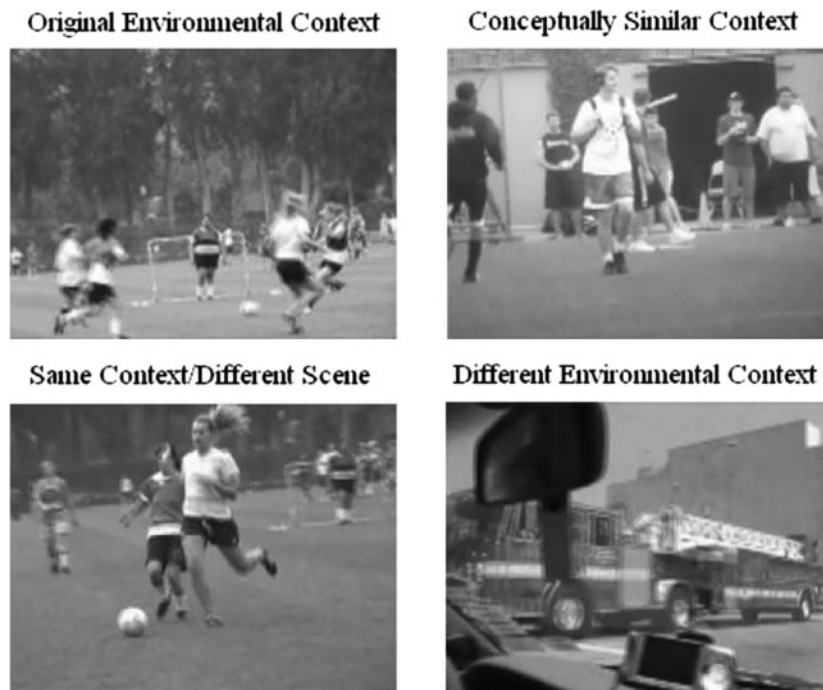 Original Environmental Context
Conceptually Similar Context
Same Context/Different Scene
Different Environmental Context